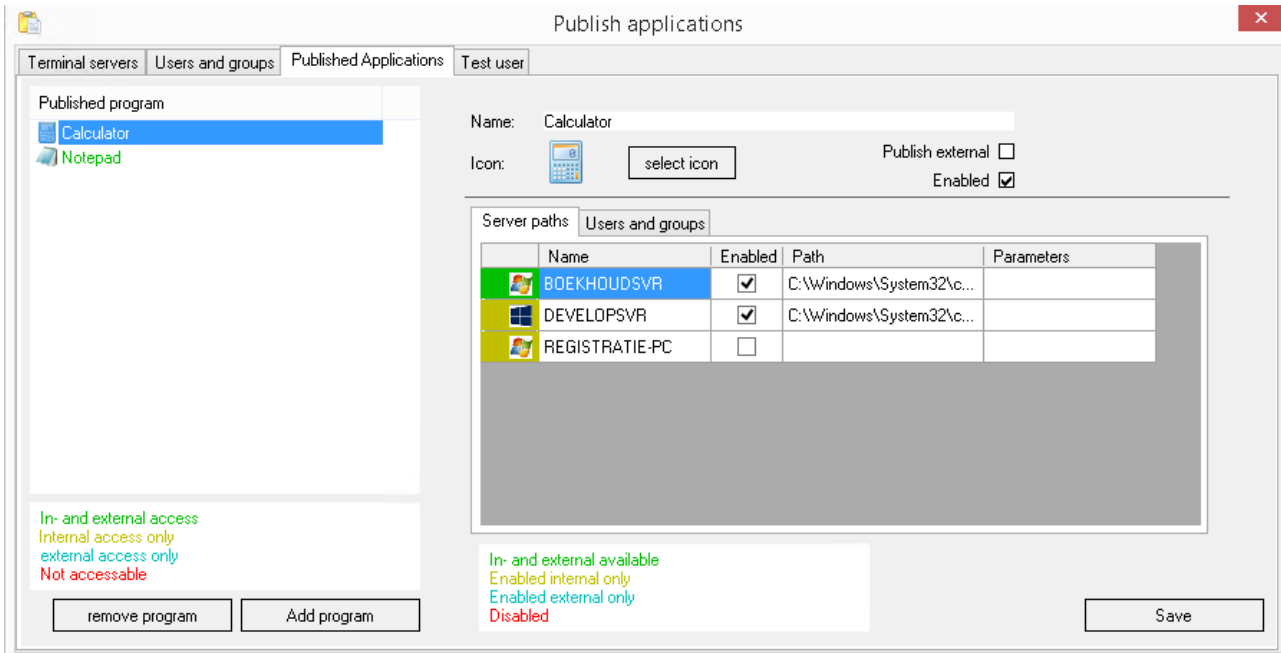 Publish applications
Terminal servers Users and groups Published Applications Test user
Published program
Calculator
Notepad
Name: Calculator
Icon: select icon
Publish external
Enabled
Server paths Users and groups
Name Enabled Path Parameters
BOEKHOUDSVR C:\Windows\System32\c...
DEVELOPSVR C:\Windows\System32\c...
REGISTRATIE-PC
In- and external access
Internal access only
external access only
Not accessable
In- and external available
Enabled internal only
Enabled external only
Disabled
remove program Add program Save